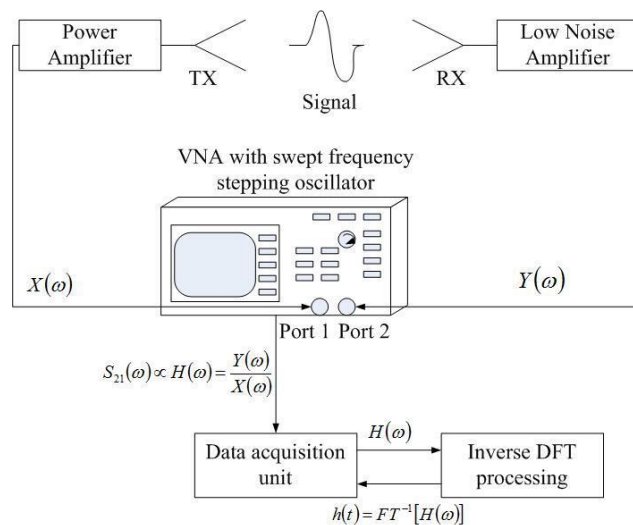 Power
Amplifier
TX
Signal
RX
Low Noise
Amplifier
VNA with swept frequency
stepping oscillator
X(ω)
Y(ω)
Port 1 Port 2
S₂₁(ω) ∝ H(ω) = Y(ω)/X(ω)
Data acquisition
unit
H(ω)
Inverse DFT
processing
h(t) = FT⁻¹[H(ω)]